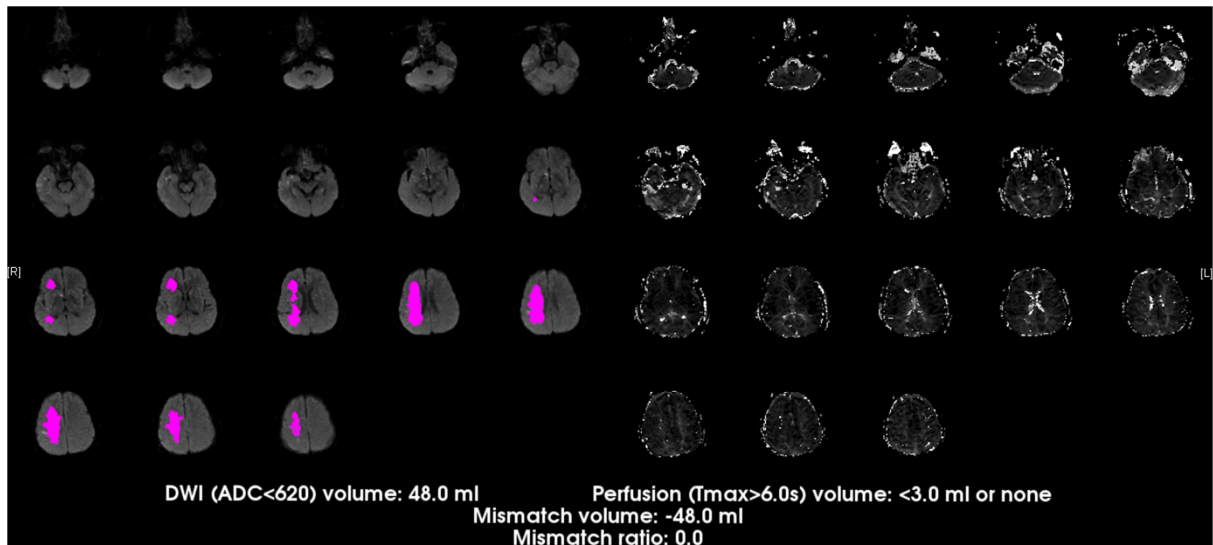 [R]
[L]
DWI (ADC<620) volume: 48.0 ml
Perfusion (Tmax>6.0s) volume: <3.0 ml or none
Mismatch volume: -48.0 ml
Mismatch ratio: 0.0